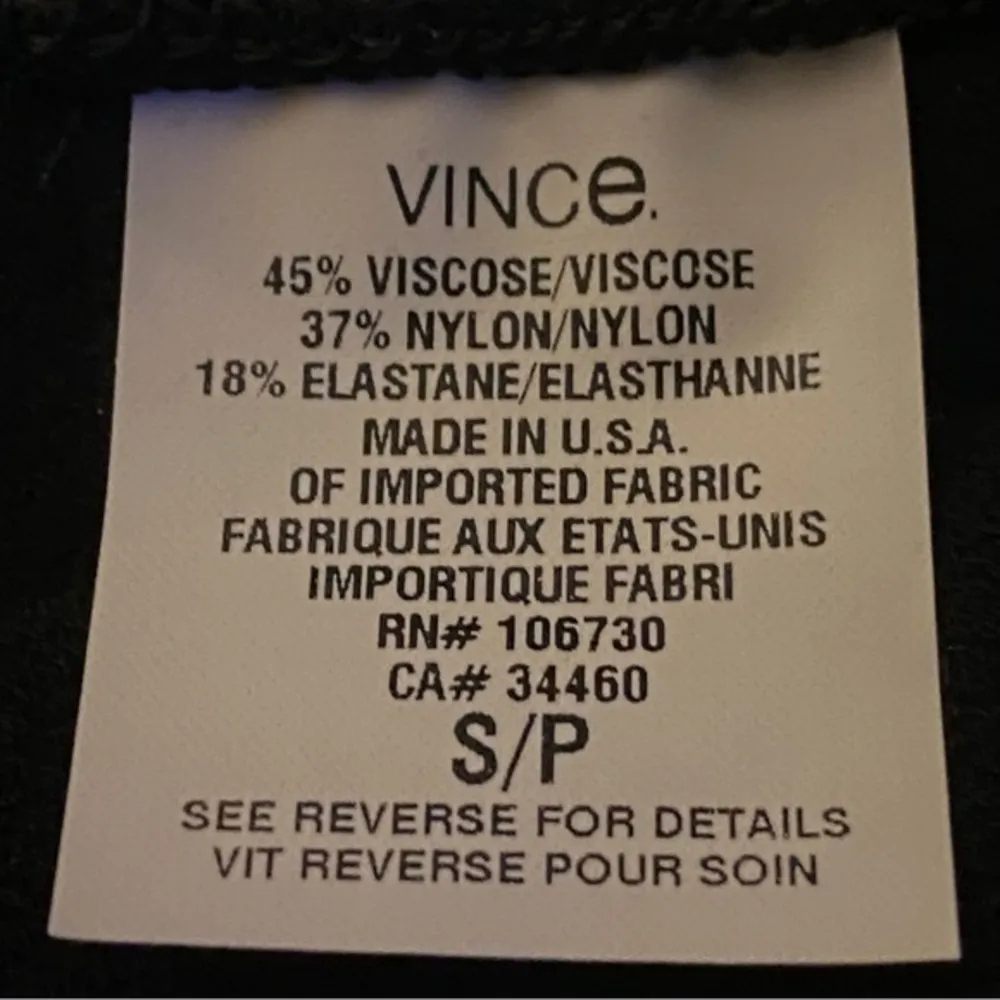 VINCe.
45% VISCOSE/VISCOSE
37% NYLON/NYLON
18% ELASTANE/ELASTHANNE
MADE IN U.S.A.
OF IMPORTED FABRIC
FABRIQUE AUX ETATS-UNIS
IMPORTIQUE FABRI
RN# 106730
CA# 34460
S/P
SEE REVERSE FOR DETAILS
VIT REVERSE POUR SOIN